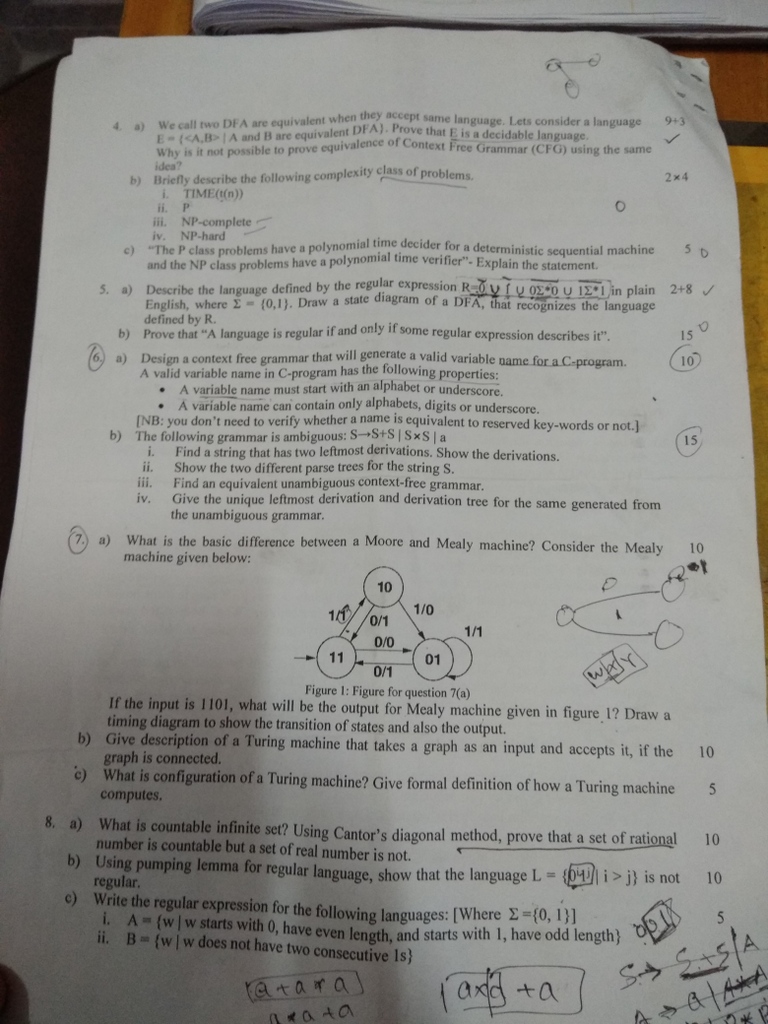 4. a) We call two DFA are equivalent when they accept same language. Lets consider a language 9+3
E = {<A,B> | A and B are equivalent DFA}. Prove that E is a decidable language.
Why is it not possible to prove equivalence of Context Free Grammar (CFG) using the same
idea?
b) Briefly describe the following complexity class of problems. 2×4
i. TIME(t(n))
ii. P
iii. NP-complete
iv. NP-hard
c) "The P class problems have a polynomial time decider for a deterministic sequential machine 5
and the NP class problems have a polynomial time verifier"- Explain the statement.
5. a) Describe the language defined by the regular expression R=0 ∪ 1 ∪ 0Σ*0 ∪ 1Σ*1 in plain 2+8
English, where Σ = {0,1}. Draw a state diagram of a DFA, that recognizes the language
defined by R.
b) Prove that "A language is regular if and only if some regular expression describes it". 15
6. a) Design a context free grammar that will generate a valid variable name for a C-program. 10
A valid variable name in C-program has the following properties:
• A variable name must start with an alphabet or underscore.
• A variable name can contain only alphabets, digits or underscore.
[NB: you don't need to verify whether a name is equivalent to reserved key-words or not.]
b) The following grammar is ambiguous: S→S+S | S×S | a 15
i. Find a string that has two leftmost derivations. Show the derivations.
ii. Show the two different parse trees for the string S.
iii. Find an equivalent unambiguous context-free grammar.
iv. Give the unique leftmost derivation and derivation tree for the same generated from
the unambiguous grammar.
7. a) What is the basic difference between a Moore and Mealy machine? Consider the Mealy 10
machine given below:
10
1/0
0/1
1/1
0/0
11
01
0/1
Figure 1: Figure for question 7(a)
If the input is 1101, what will be the output for Mealy machine given in figure 1? Draw a
timing diagram to show the transition of states and also the output.
b) Give description of a Turing machine that takes a graph as an input and accepts it, if the 10
graph is connected.
c) What is configuration of a Turing machine? Give formal definition of how a Turing machine 5
computes.
8. a) What is countable infinite set? Using Cantor's diagonal method, prove that a set of rational 10
number is countable but a set of real number is not.
b) Using pumping lemma for regular language, show that the language L = { | i > j} is not 10
regular.
c) Write the regular expression for the following languages: [Where Σ ={0, 1}] 5
i. A = {w | w starts with 0, have even length, and starts with 1, have odd length}
ii. B = {w | w does not have two consecutive 1s}
001
a+a*a
a×a +a
S → S+S|A
a*a+a